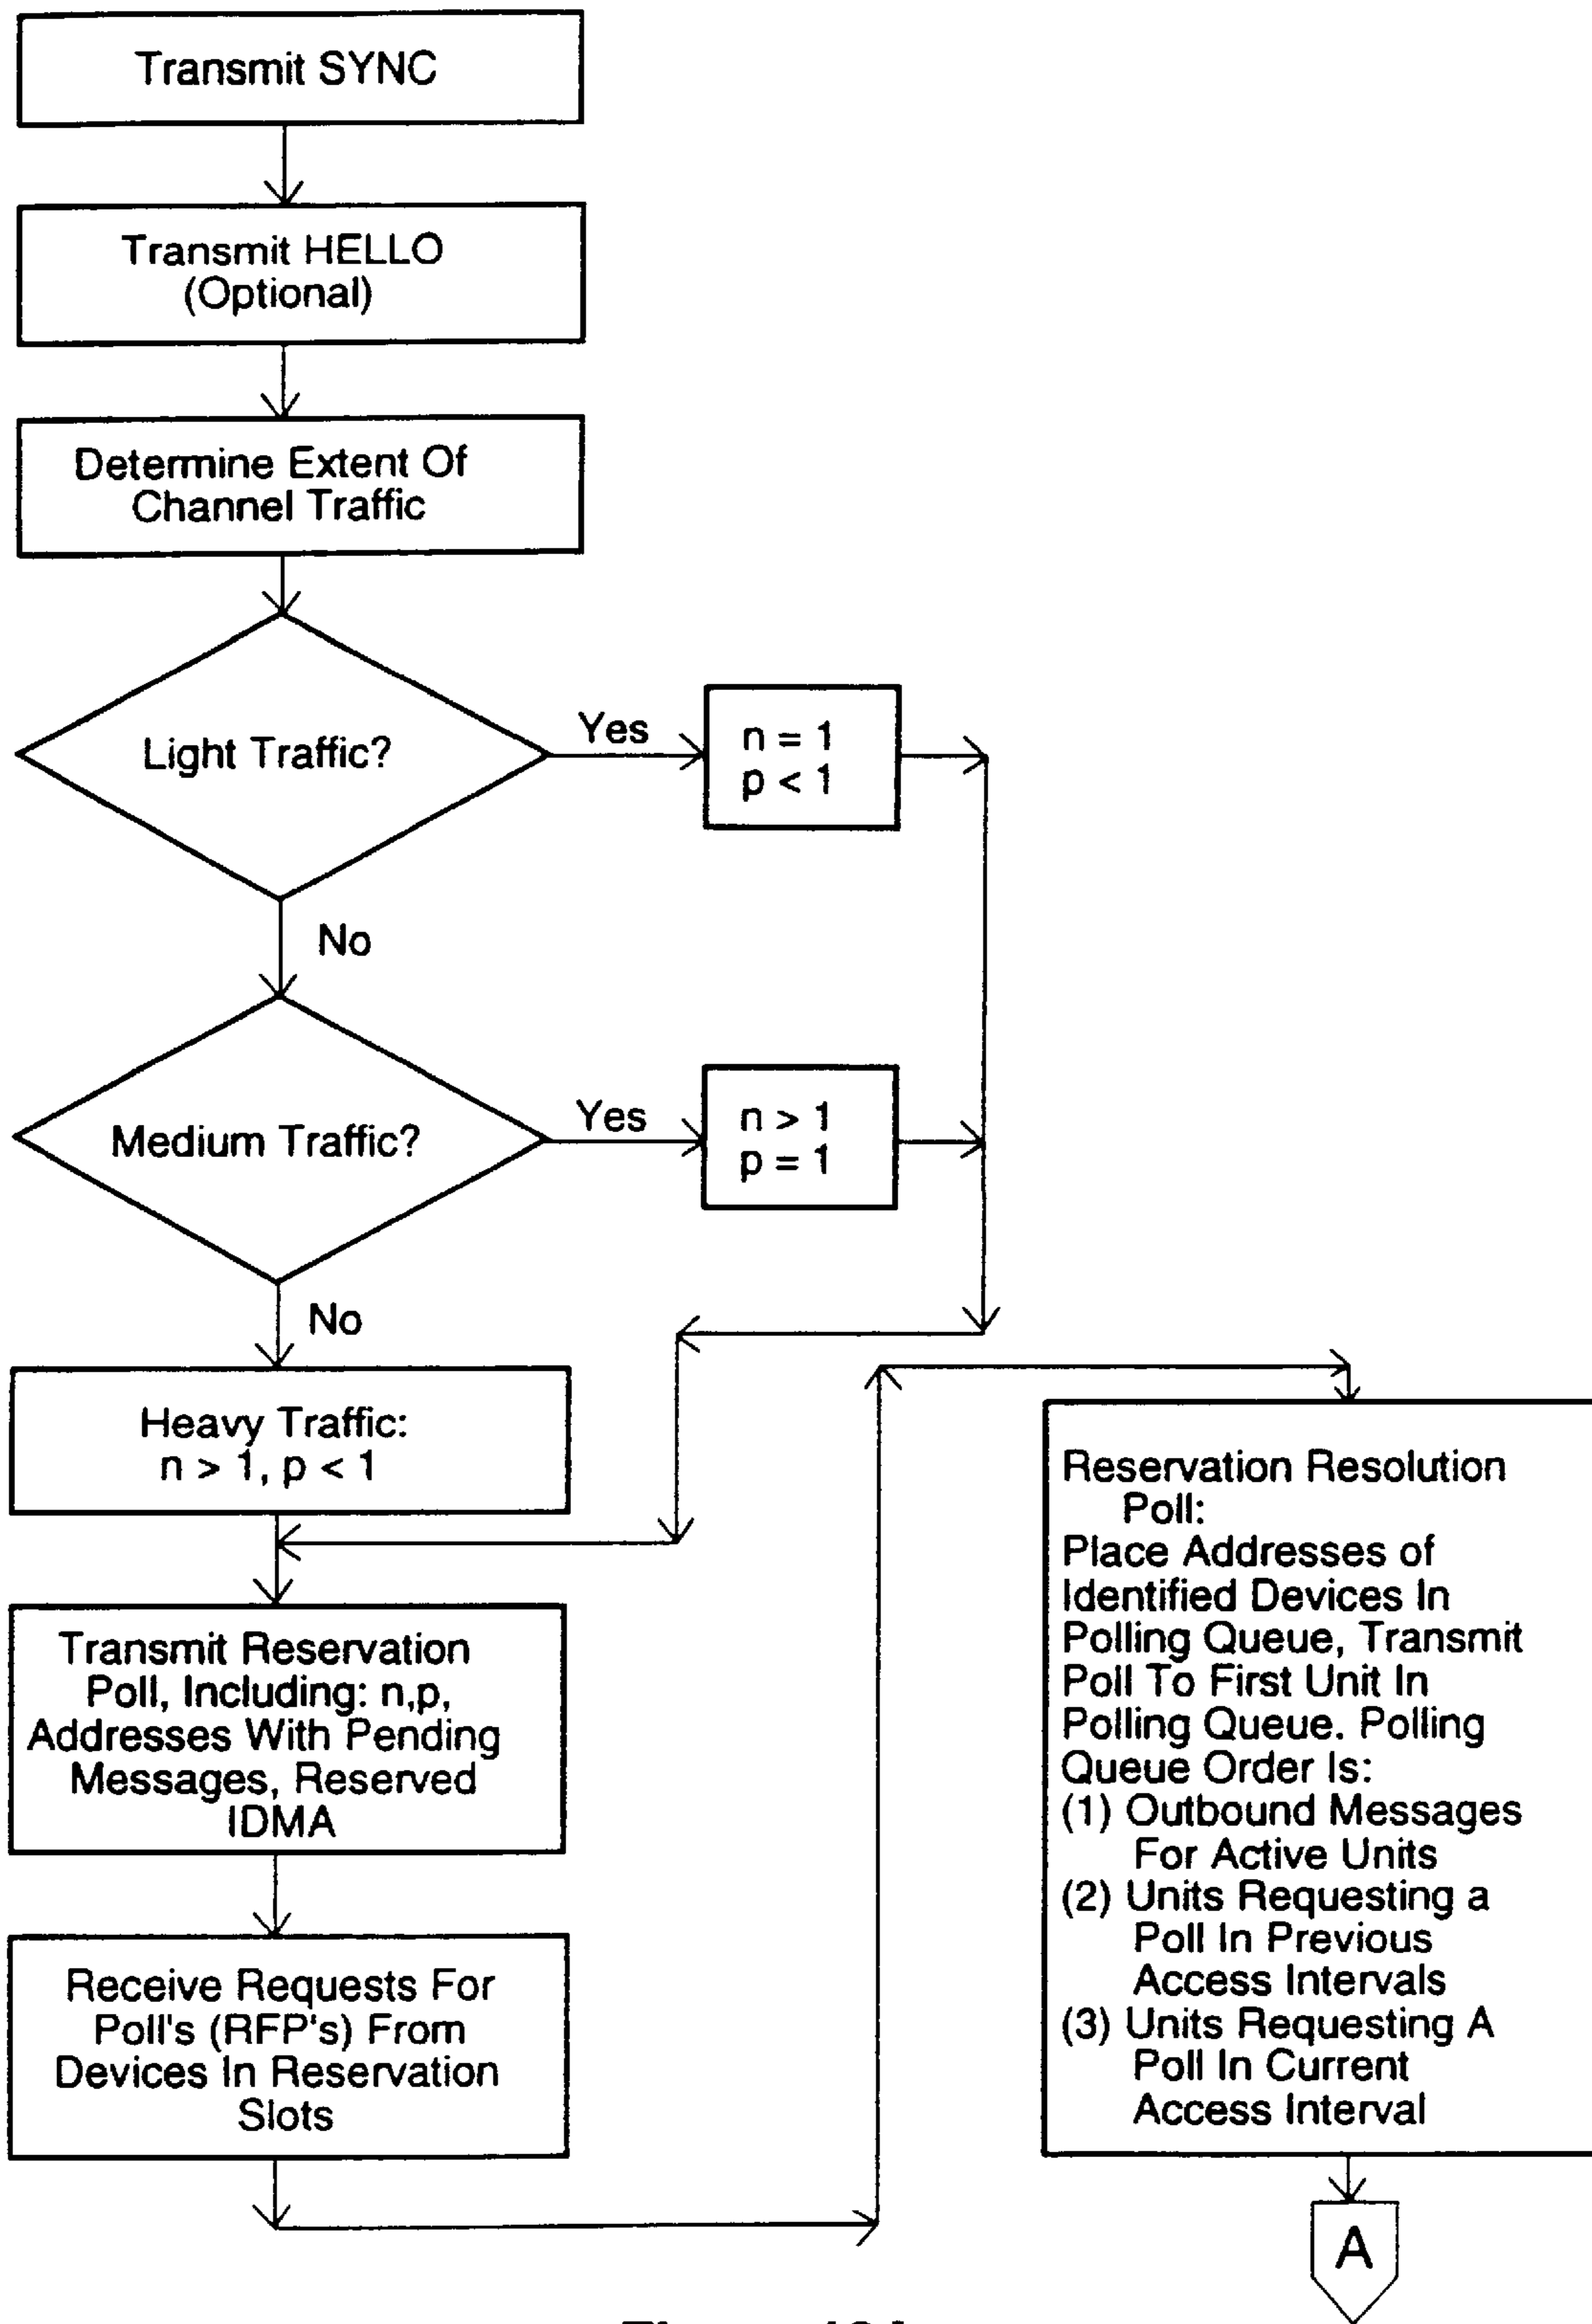 Transmit SYNC
Transmit HELLO
(Optional)
Determine Extent Of
Channel Traffic
Light Traffic?
Yes
n = 1
p < 1
No
Medium Traffic?
Yes
n > 1
p = 1
No
Heavy Traffic:
n > 1, p < 1
Transmit Reservation
Poll, Including: n,p,
Addresses With Pending
Messages, Reserved
IDMA
Receive Requests For
Poll's (RFP's) From
Devices In Reservation
Slots
Reservation Resolution
Poll:
Place Addresses of
Identified Devices In
Polling Queue, Transmit
Poll To First Unit In
Polling Queue. Polling
Queue Order Is:
(1) Outbound Messages
For Active Units
(2) Units Requesting a
Poll In Previous
Access Intervals
(3) Units Requesting A
Poll In Current
Access Interval
A